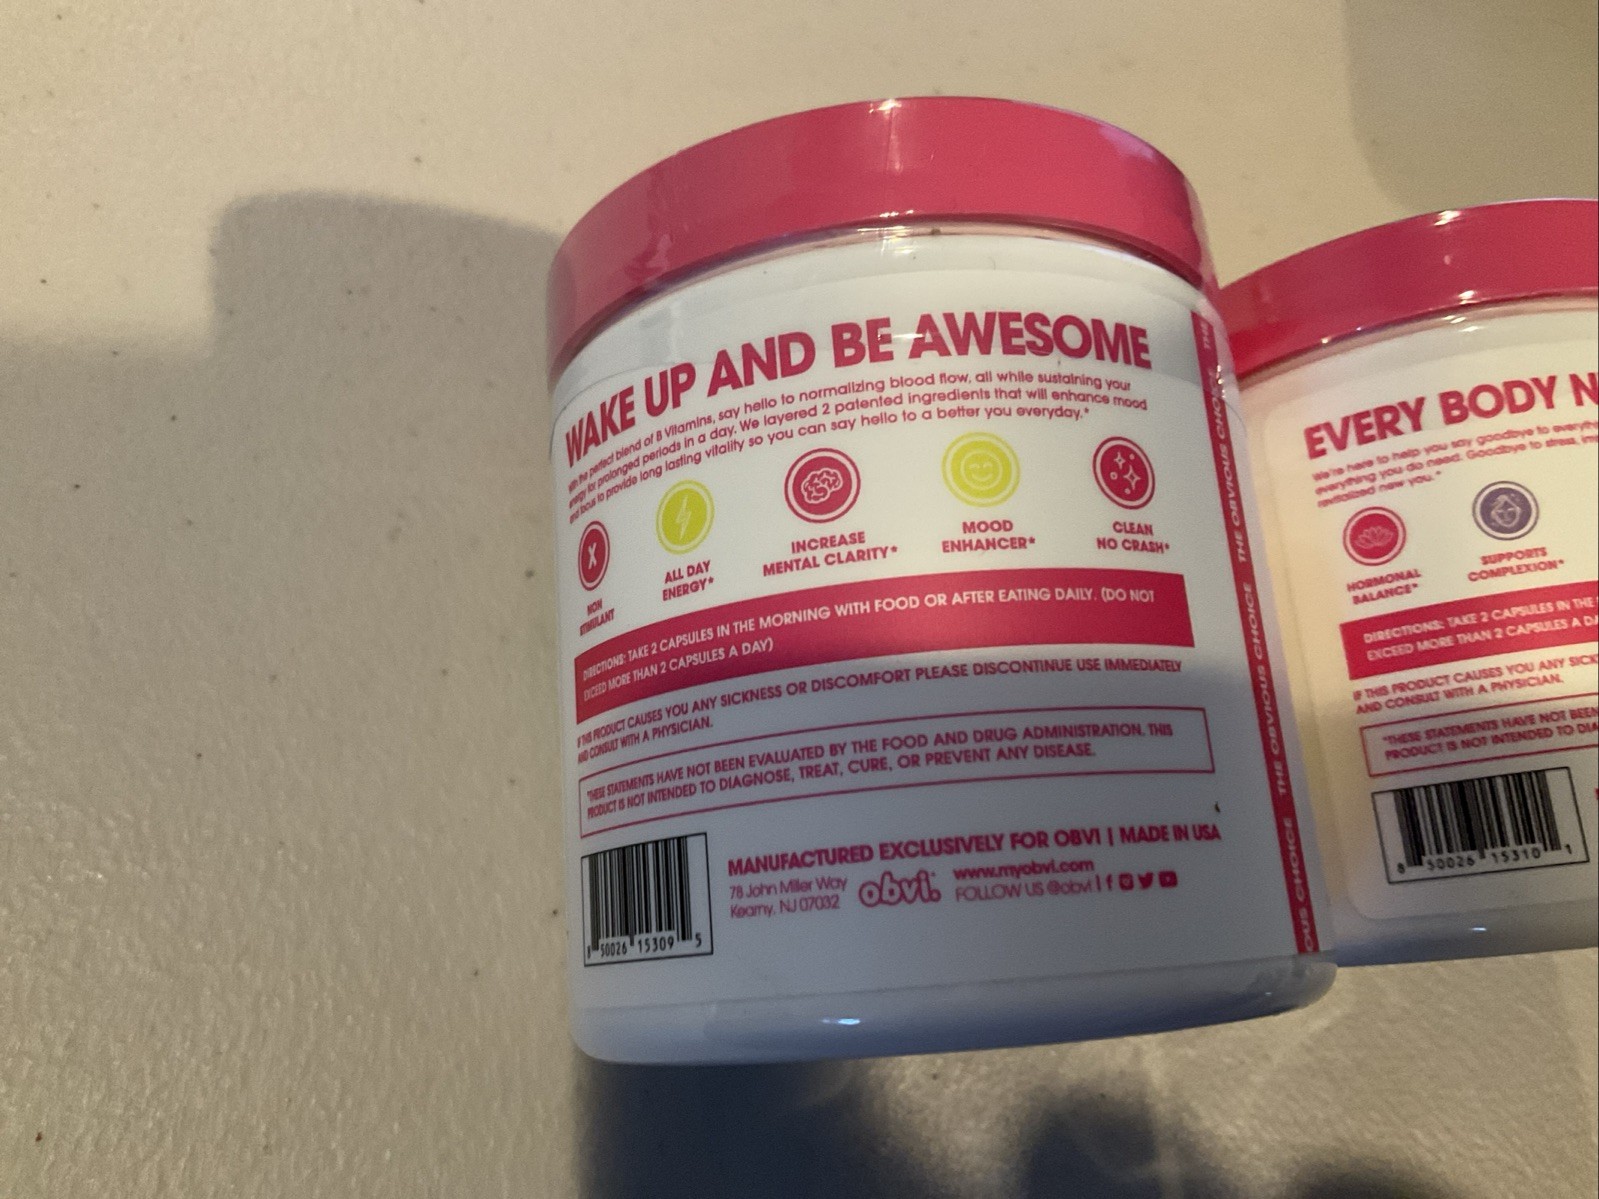 WAKE UP AND BE AWESOME
With the perfect blend of B Vitamins, say hello to normalizing blood flow, all while sustaining your
energy for prolonged periods in a day. We layered 2 patented ingredients that will enhance mood
and focus to provide long lasting vitality so you can say hello to a better you everyday.*
NON
STIMULANT
ALL DAY
ENERGY*
INCREASE
MENTAL CLARITY*
MOOD
ENHANCER*
CLEAN
NO CRASH*
DIRECTIONS: TAKE 2 CAPSULES IN THE MORNING WITH FOOD OR AFTER EATING DAILY. (DO NOT
EXCEED MORE THAN 2 CAPSULES A DAY)
IF THIS PRODUCT CAUSES YOU ANY SICKNESS OR DISCOMFORT PLEASE DISCONTINUE USE IMMEDIATELY
AND CONSULT WITH A PHYSICIAN.
*THESE STATEMENTS HAVE NOT BEEN EVALUATED BY THE FOOD AND DRUG ADMINISTRATION. THIS
PRODUCT IS NOT INTENDED TO DIAGNOSE, TREAT, CURE, OR PREVENT ANY DISEASE.
8 50026 15309 5
MANUFACTURED EXCLUSIVELY FOR OBVI | MADE IN USA
78 John Miller Way
Kearny, NJ 07032
obvi.
www.myobvi.com
FOLLOW US @obvi |
THE OBVIOUS CHOICE THE OBVIOUS CHOICE THE OBVIOUS CHOICE
EVERY BODY N
We're here to help you say goodbye to everyth
everything you do need. Goodbye to stress,
revitalized new you.*
HORMONAL
BALANCE*
SUPPORTS
COMPLEXION*
DIRECTIONS: TAKE 2 CAPSULES IN THE
EXCEED MORE THAN 2 CAPSULES A DA
IF THIS PRODUCT CAUSES YOU ANY SICK
AND CONSULT WITH A PHYSICIAN.
*THESE STATEMENTS HAVE NOT BEEN
PRODUCT IS NOT INTENDED TO DIA
8 50026 15310 1